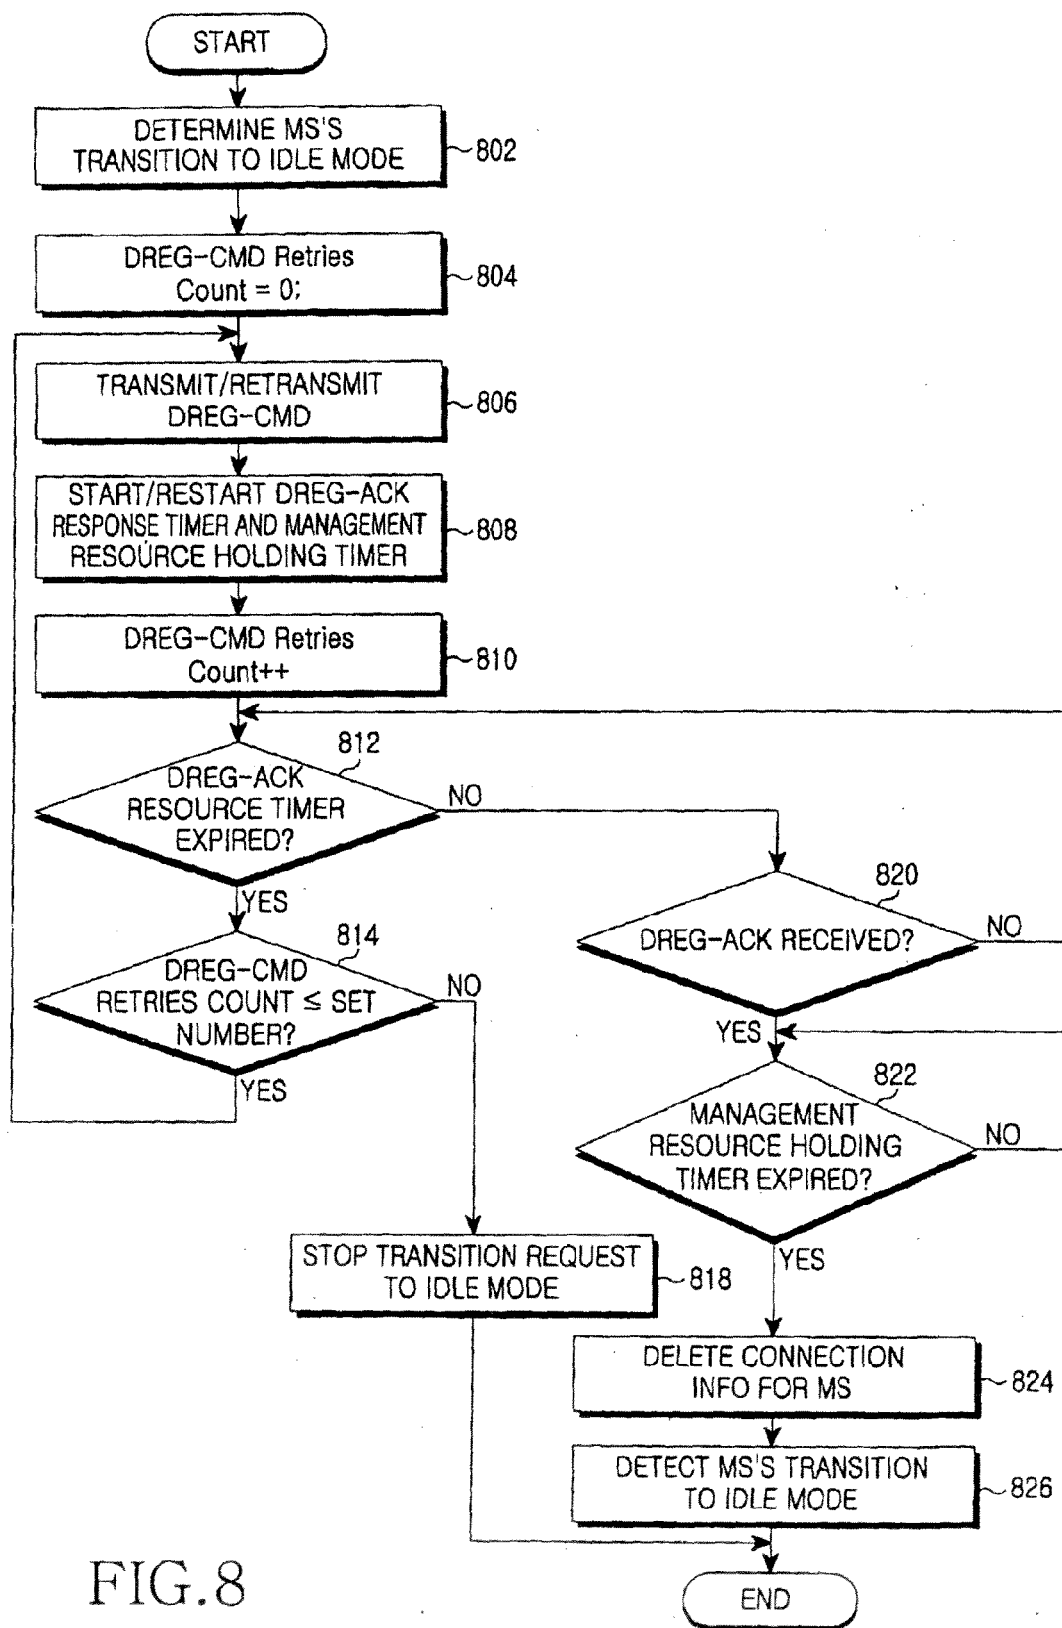 START
DETERMINE MS'S
TRANSITION TO IDLE MODE
802
DREG-CMD Retries
Count = 0;
804
TRANSMIT/RETRANSMIT
DREG-CMD
806
START/RESTART DREG-ACK
RESPONSE TIMER AND MANAGEMENT
RESOURCE HOLDING TIMER
808
DREG-CMD Retries
Count++
810
812
DREG-ACK
RESOURCE TIMER
EXPIRED?
NO
YES
814
DREG-CMD
RETRIES COUNT ≤ SET
NUMBER?
NO
YES
820
DREG-ACK RECEIVED?
NO
YES
822
MANAGEMENT
RESOURCE HOLDING
TIMER EXPIRED?
NO
YES
STOP TRANSITION REQUEST
TO IDLE MODE
818
DELETE CONNECTION
INFO FOR MS
824
DETECT MS'S TRANSITION
TO IDLE MODE
826
END
FIG.8